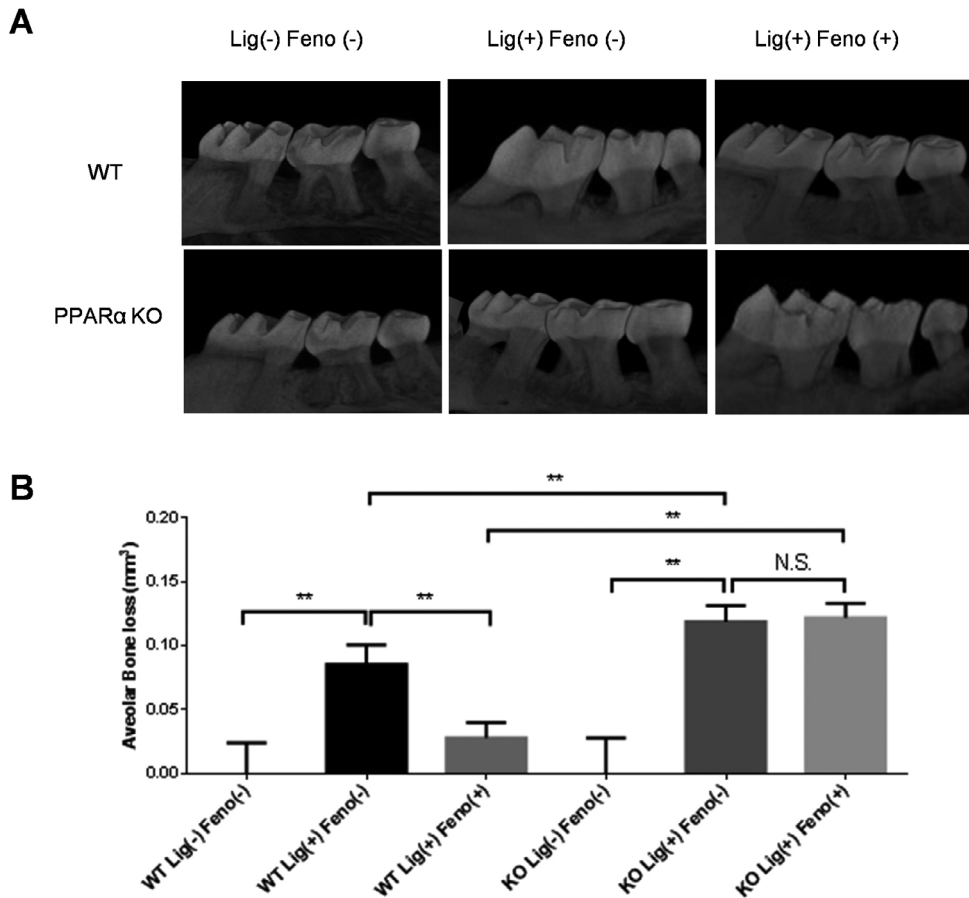 A
Lig(-) Feno (-)
Lig(+) Feno (-)
Lig(+) Feno (+)
WT
PPARα KO
B
**
**
**
**
**
N.S.
0.20
0.15
0.10
0.05
0.00
Aveolar Bone loss (mm³)
WT Lig(-) Feno(-)
WT Lig(+) Feno(-)
WT Lig(+) Feno(+)
KO Lig(-) Feno(-)
KO Lig(+) Feno(-)
KO Lig(+) Feno(+)